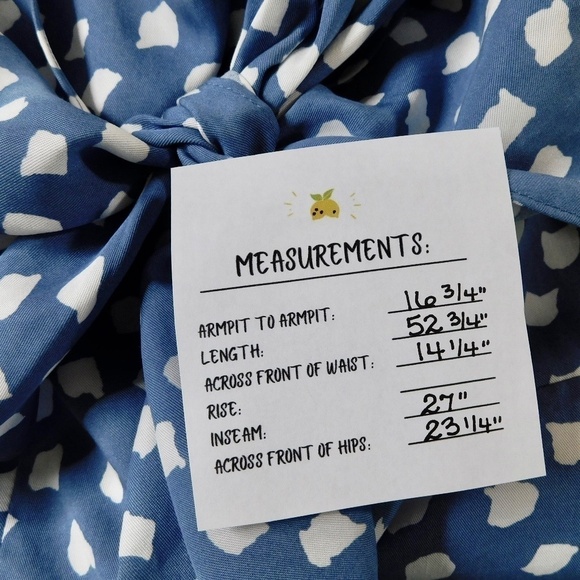 MEASUREMENTS:
ARMPIT TO ARMPIT: 16 3/4"
LENGTH: 52 3/4"
ACROSS FRONT OF WAIST: 14 1/4"
RISE:
INSEAM: 27"
ACROSS FRONT OF HIPS: 23 1/4"